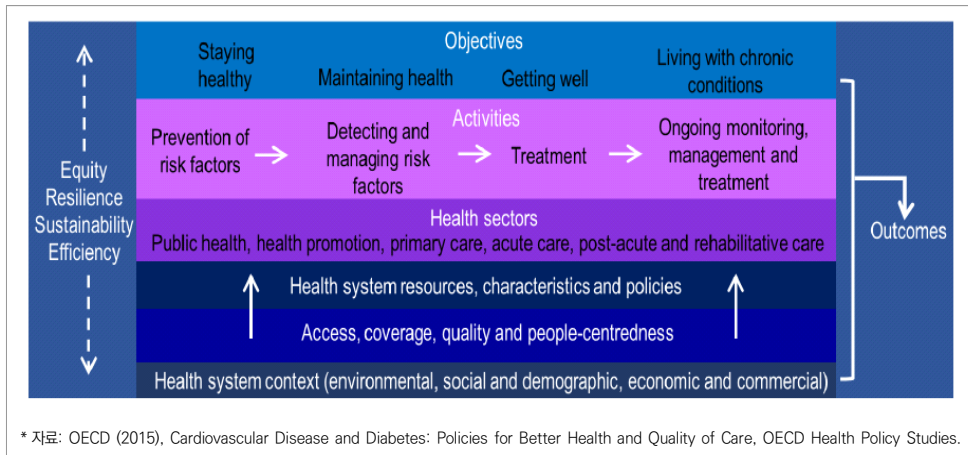 Objectives
Staying
healthy
Maintaining health
Getting well
Living with chronic
conditions
Activities
Prevention of
risk factors
Detecting and
managing risk
factors
Treatment
Ongoing monitoring,
management and
treatment
Equity
Resilience
Sustainability
Efficiency
Health sectors
Public health, health promotion, primary care, acute care, post-acute and rehabilitative care
Outcomes
Health system resources, characteristics and policies
Access, coverage, quality and people-centredness
Health system context (environmental, social and demographic, economic and commercial)
* 자료: OECD (2015), Cardiovascular Disease and Diabetes: Policies for Better Health and Quality of Care, OECD Health Policy Studies.